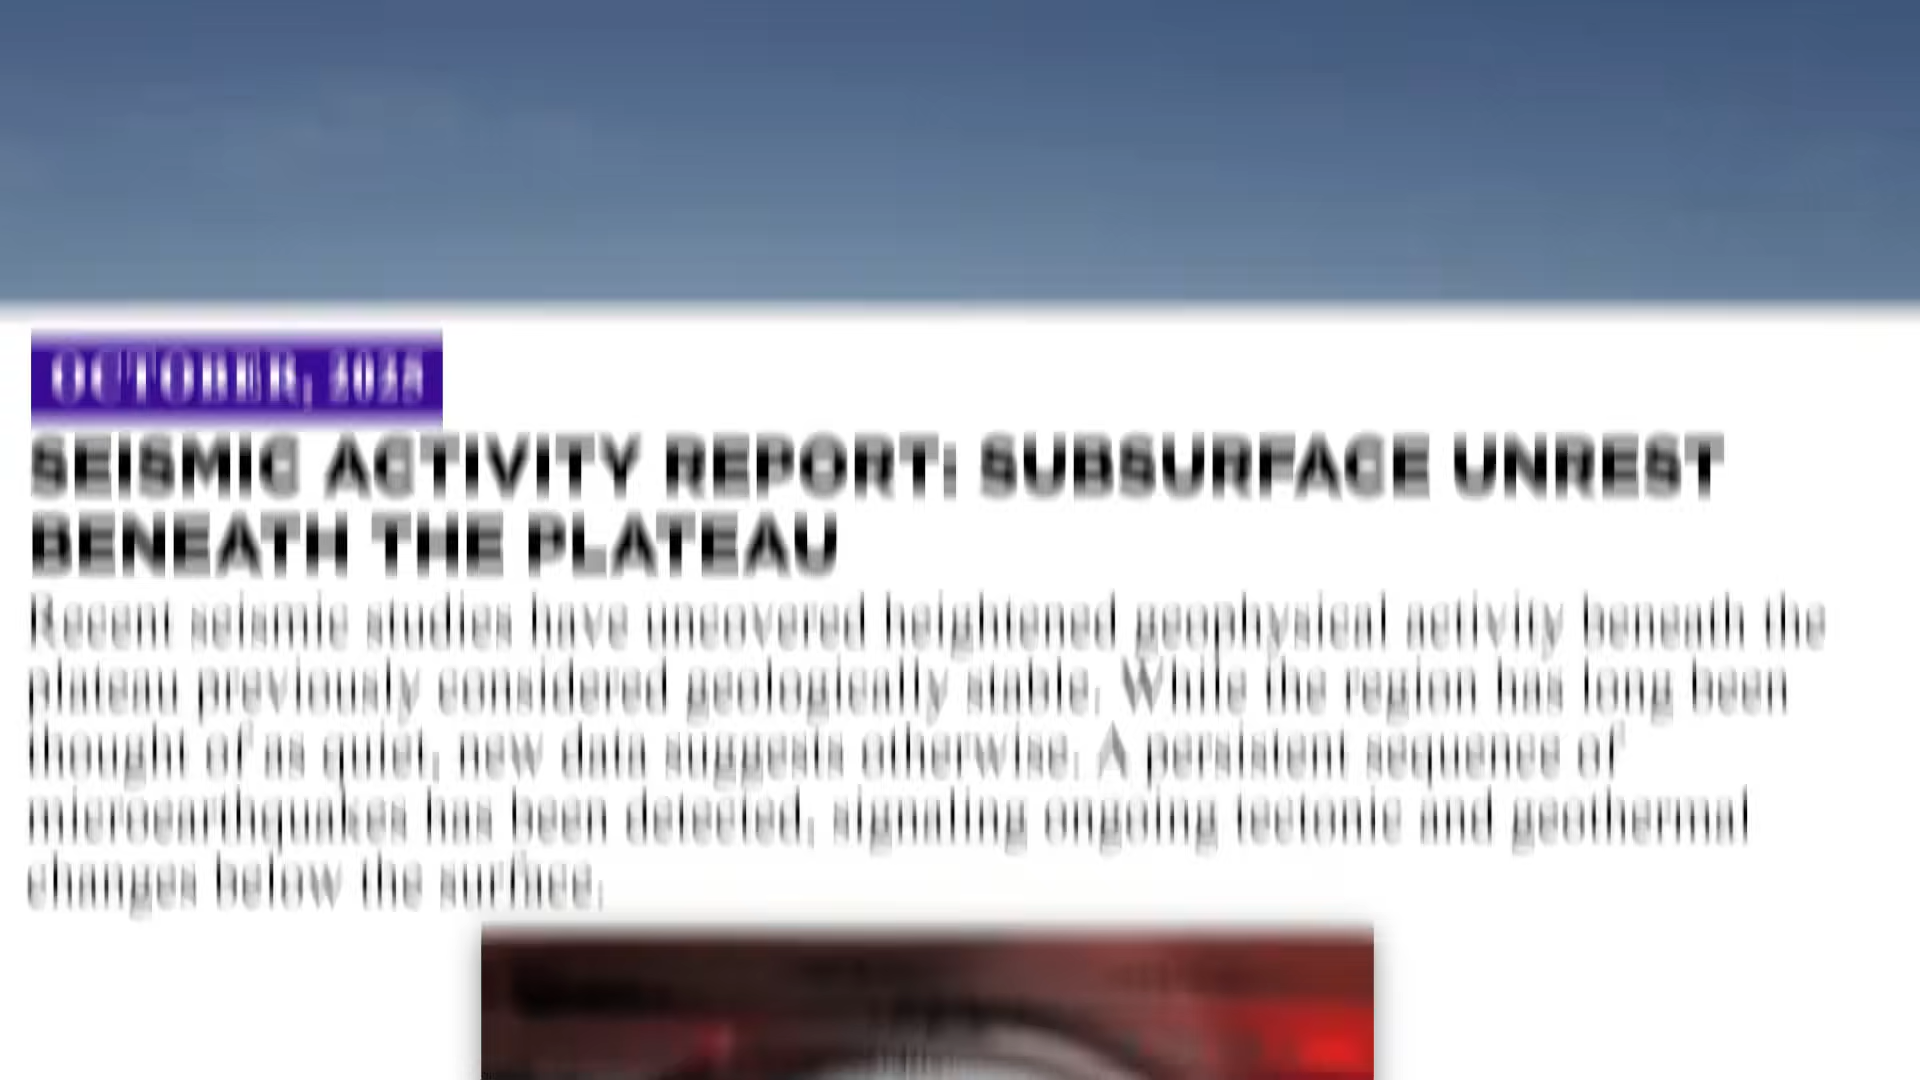 OCTOBER, 2025
SEISMIC ACTIVITY REPORT: SUBSURFACE UNREST
BENEATH THE PLATEAU
Recent seismic studies have uncovered heightened geophysical activity beneath the
plateau previously considered geologically stable. While the region has long been
thought of as quiet, new data suggests otherwise. A persistent sequence of
microearthquakes has been detected, signaling ongoing tectonic and geothermal
changes below the surface.